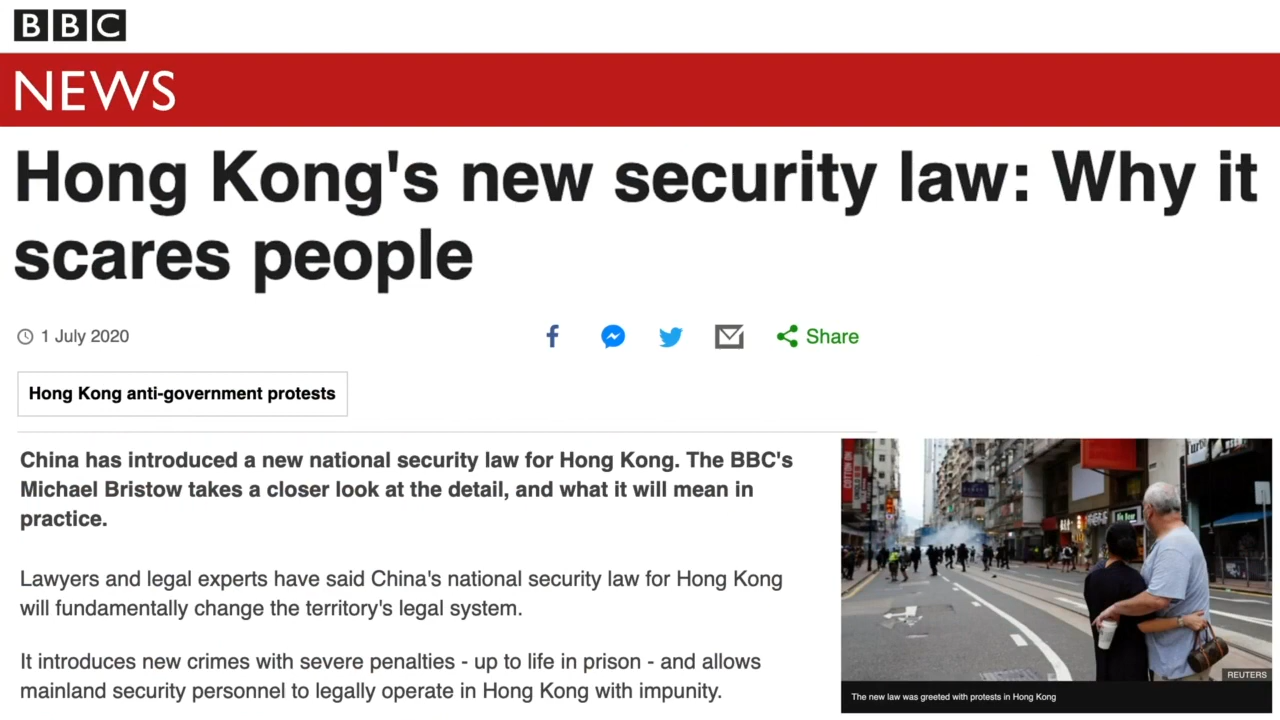 BBC
NEWS
Hong Kong's new security law: Why it
scares people
1 July 2020
Share
Hong Kong anti-government protests
China has introduced a new national security law for Hong Kong. The BBC's
Michael Bristow takes a closer look at the detail, and what it will mean in
practice.
Lawyers and legal experts have said China's national security law for Hong Kong
will fundamentally change the territory's legal system.
It introduces new crimes with severe penalties - up to life in prison - and allows
mainland security personnel to legally operate in Hong Kong with impunity.
REUTERS
The new law was greeted with protests in Hong Kong